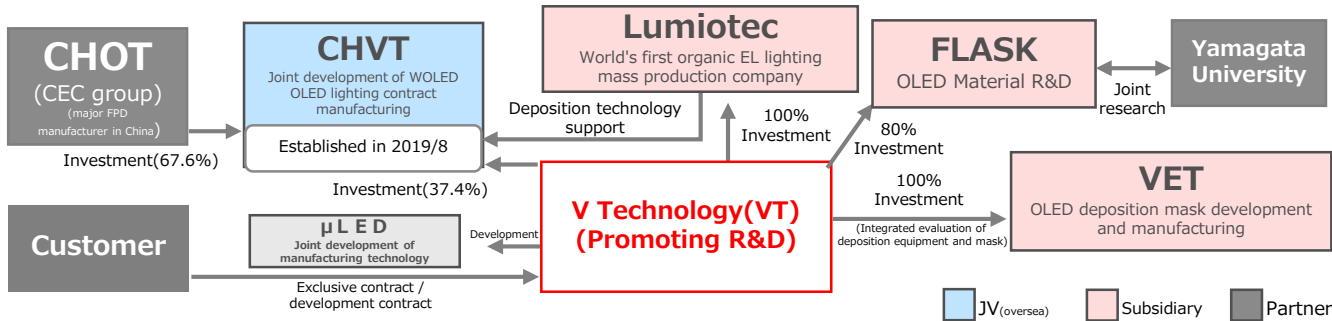 CHOT
(CEC group)
(major FPD
manufacturer in China)
Investment(67.6%)
CHVT
Joint development of WOLED
OLED lighting contract
manufacturing
Established in 2019/8
Investment(37.4%)
Lumiotec
World's first organic EL lighting
mass production company
Deposition technology
support
100%
Investment
FLASK
OLED Material R&D
80%
Investment
Joint
research
Yamagata
University
V Technology(VT)
(Promoting R&D)
100%
Investment
(Integrated evaluation of
deposition equipment and mask)
VET
OLED deposition mask development
and manufacturing
Customer
μLED
Joint development of
manufacturing technology
Development
Exclusive contract /
development contract
JV(oversea)
Subsidiary
Partner